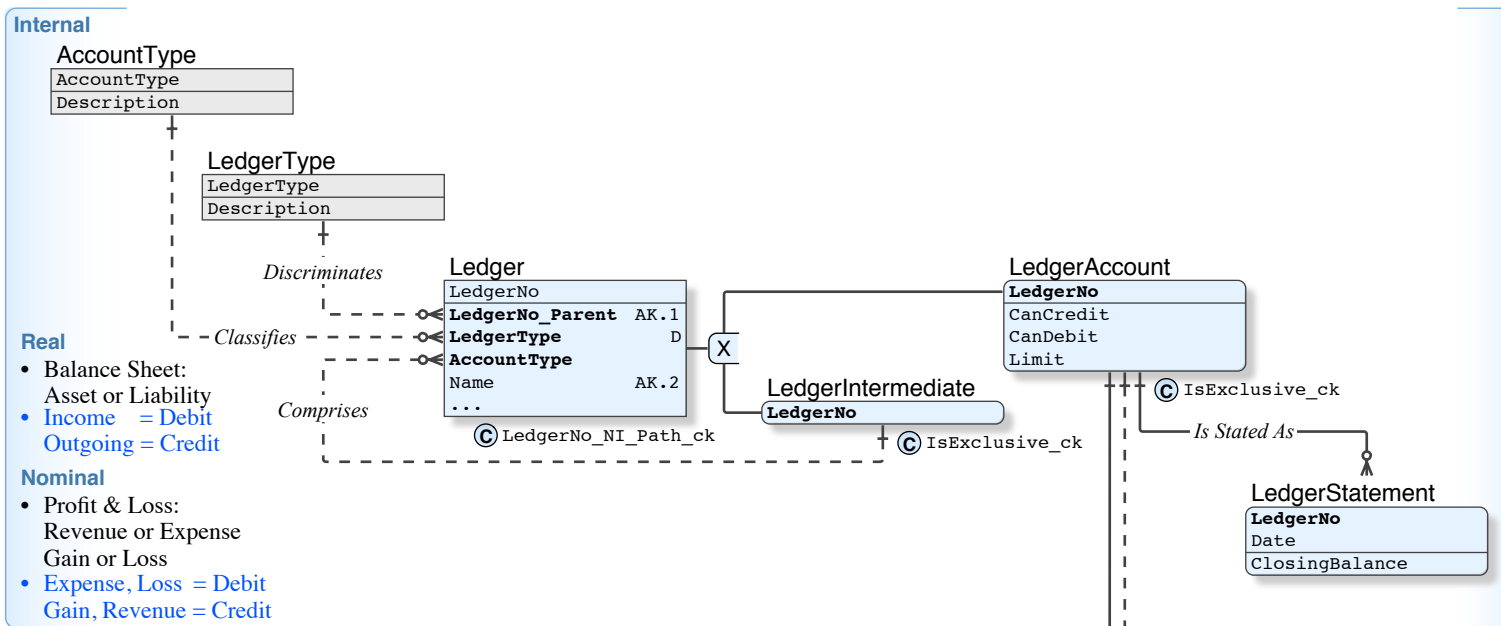 Internal
AccountType
AccountType
Description
LedgerType
LedgerType
Description
Discriminates
Classifies
Comprises
Ledger
LedgerNo
LedgerNo_Parent AK.1
LedgerType D
AccountType
Name AK.2
...
C LedgerNo_NI_Path_ck
X
LedgerAccount
LedgerNo
CanCredit
CanDebit
Limit
C IsExclusive_ck
LedgerIntermediate
LedgerNo
C IsExclusive_ck
Is Stated As
LedgerStatement
LedgerNo
Date
ClosingBalance
Real
• Balance Sheet:
Asset or Liability
• Income = Debit
Outgoing = Credit
Nominal
• Profit & Loss:
Revenue or Expense
Gain or Loss
• Expense, Loss = Debit
Gain, Revenue = Credit